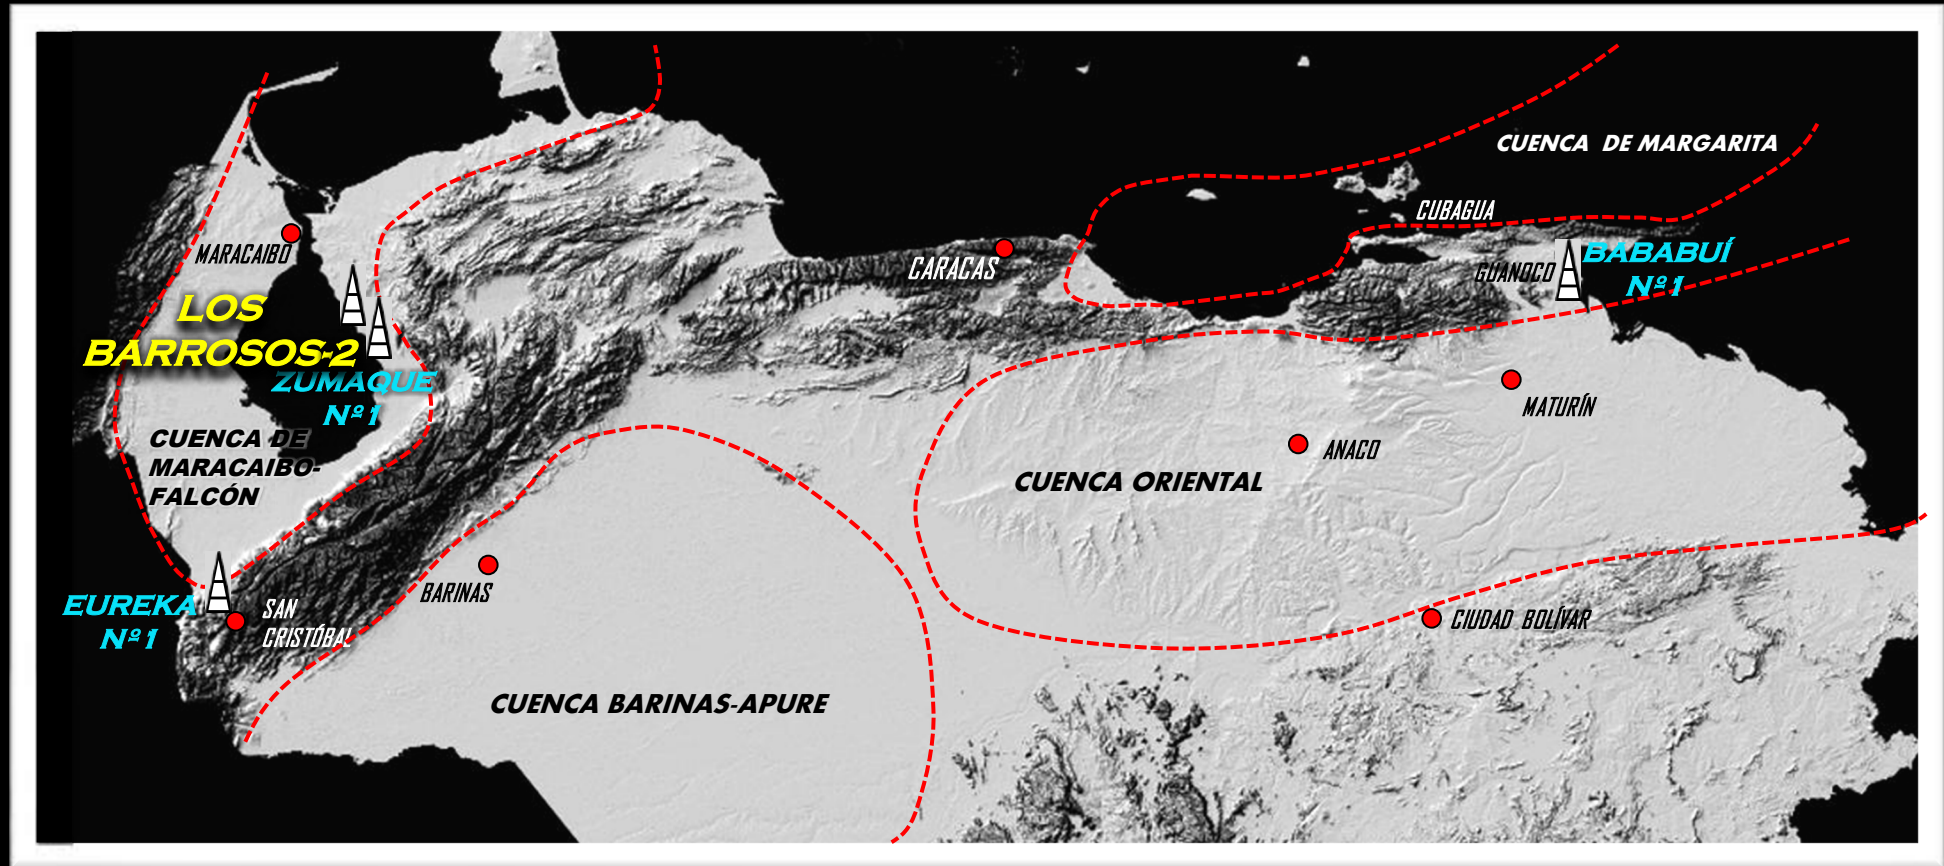 CUENCA DE MARGARITA
CUBAGUA
MARACAIBO
CARACAS
GUANOCO
BABABUÍ
Nº1
LOS
BARROSOS-2
ZUMAQUE
Nº1
MATURÍN
CUENCA DE
MARACAIBO-
FALCÓN
ANACO
CUENCA ORIENTAL
BARINAS
EUREKA
Nº1
SAN
CRISTÓBAL
CIUDAD BOLÍVAR
CUENCA BARINAS-APURE